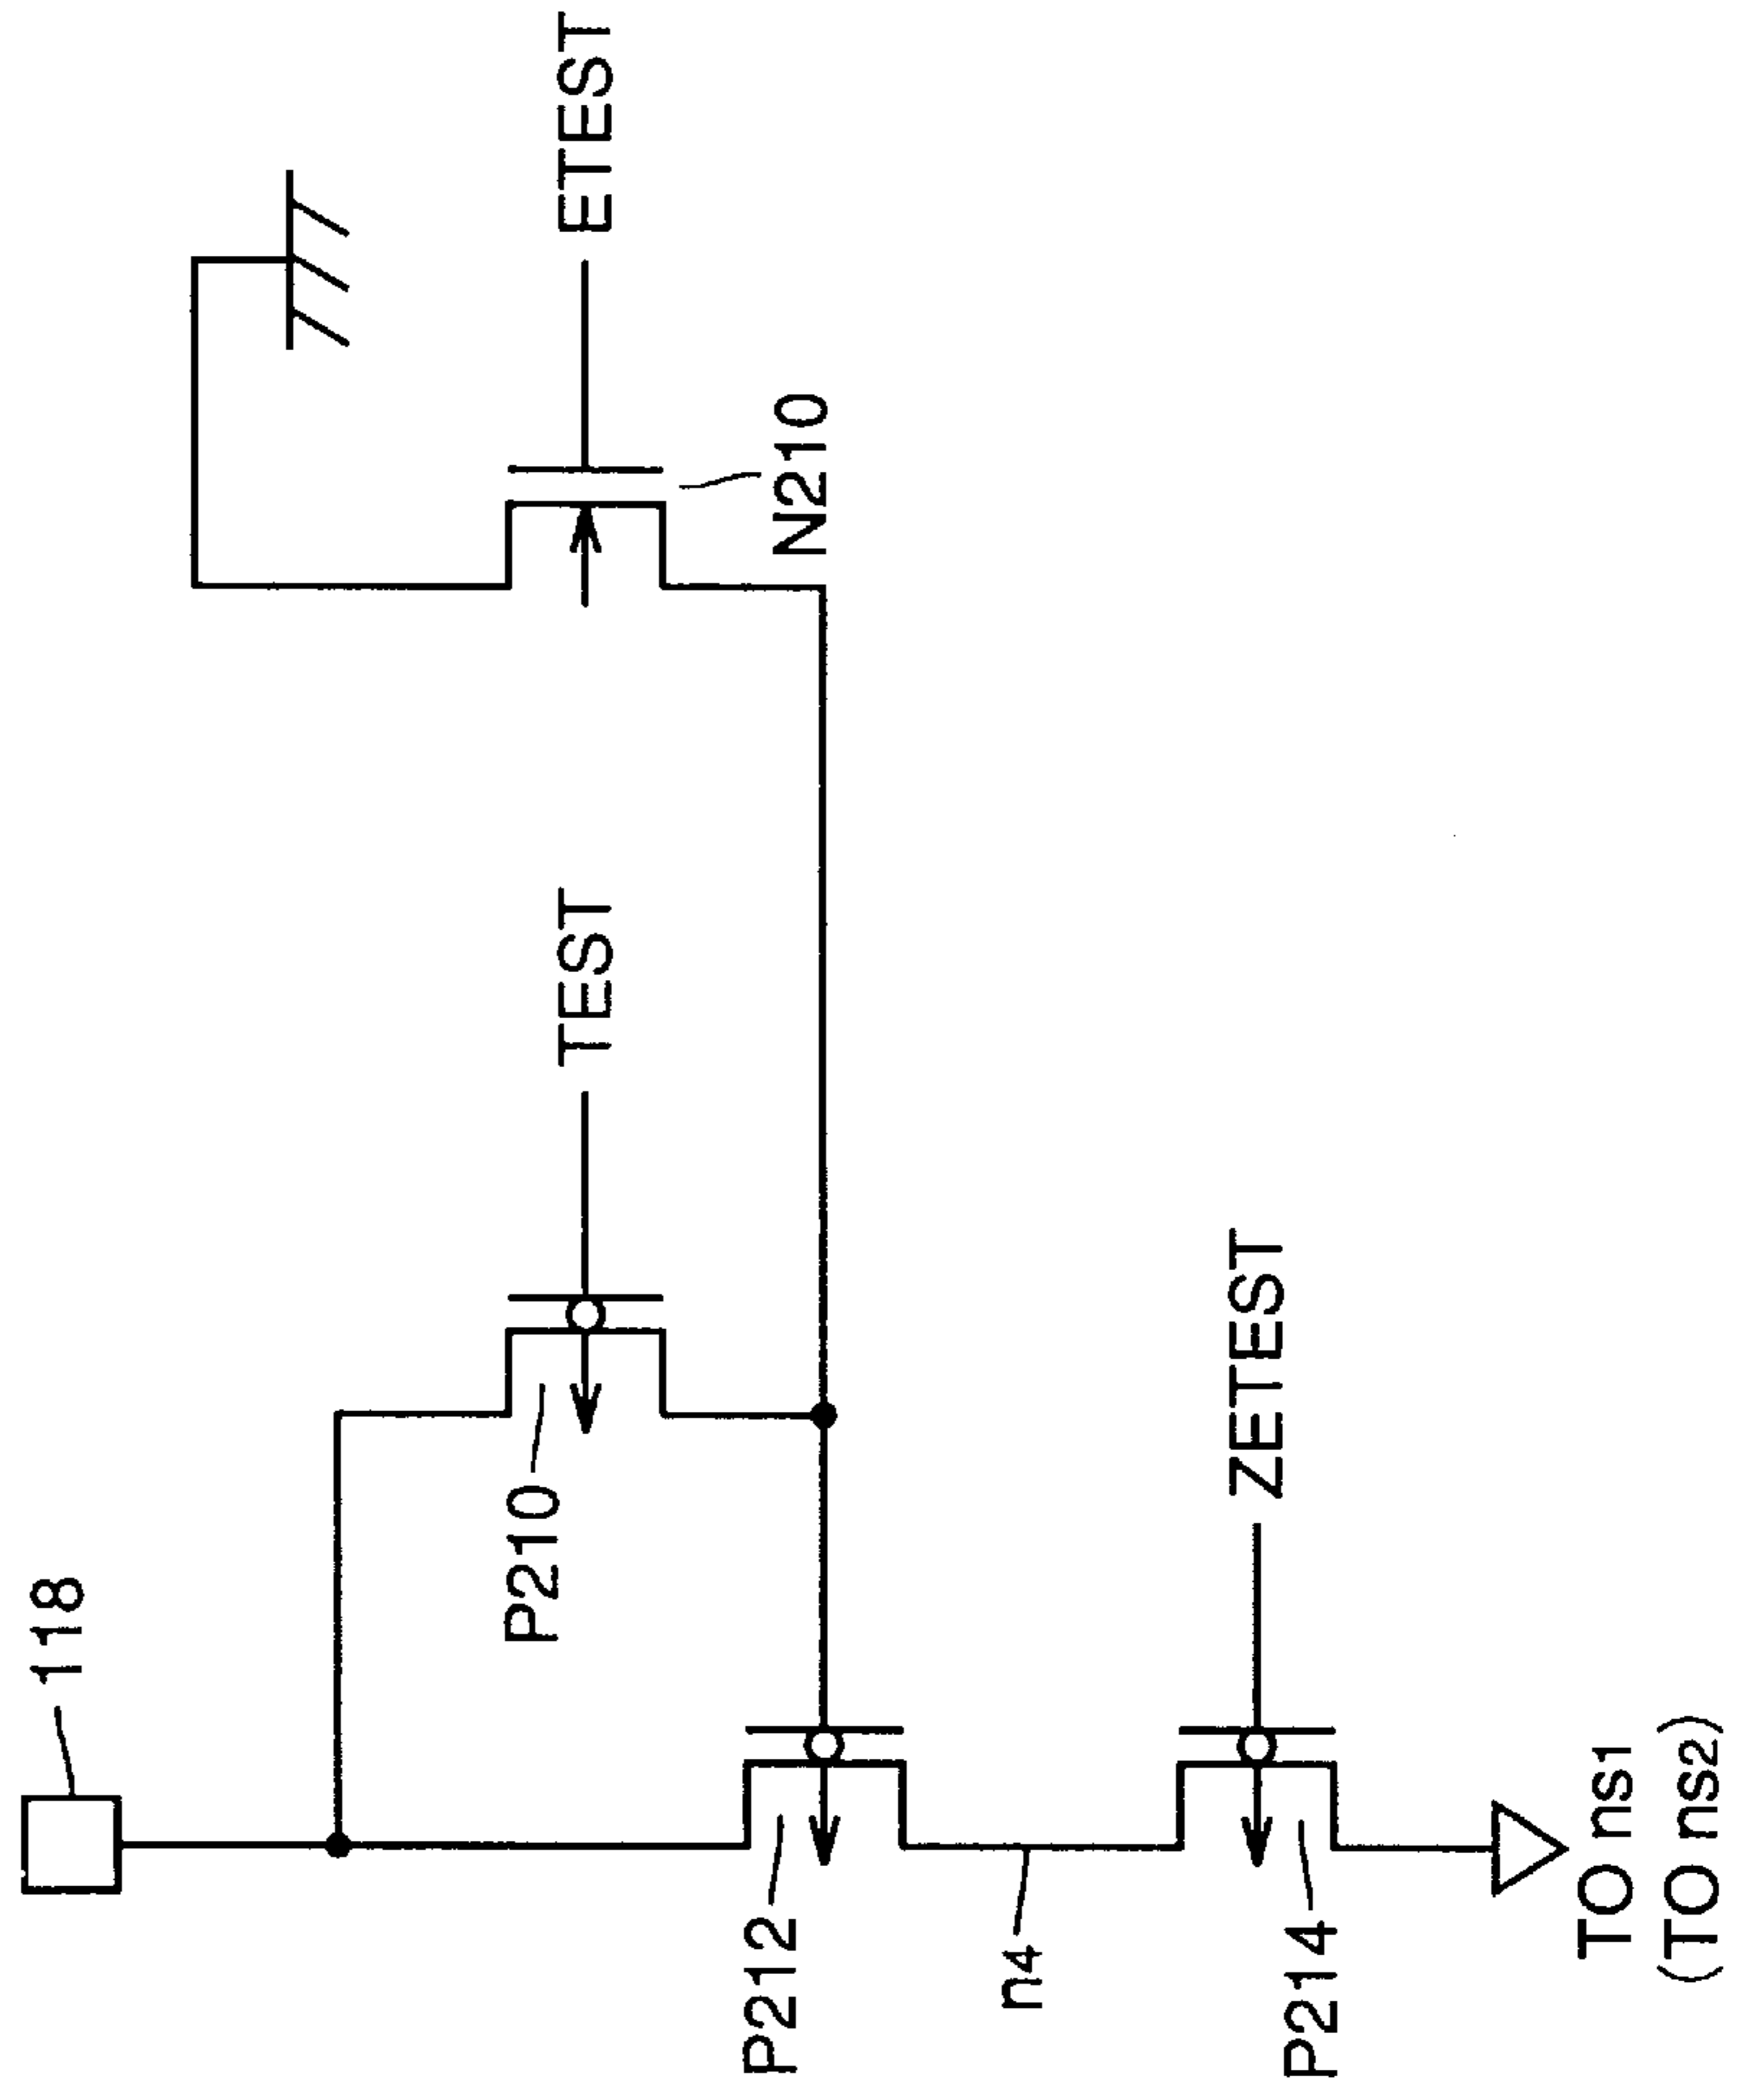 118
P210
TEST
ETEST
N210
P212
n4
ZETEST
P214
TO ns1
(TO ns2)